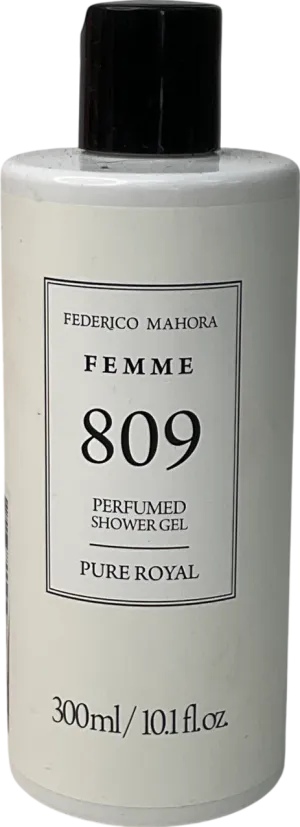 FEDERICO MAHORA
FEMME
809
PERFUMED
SHOWER GEL
PURE ROYAL
300ml/10.1 fl.oz.